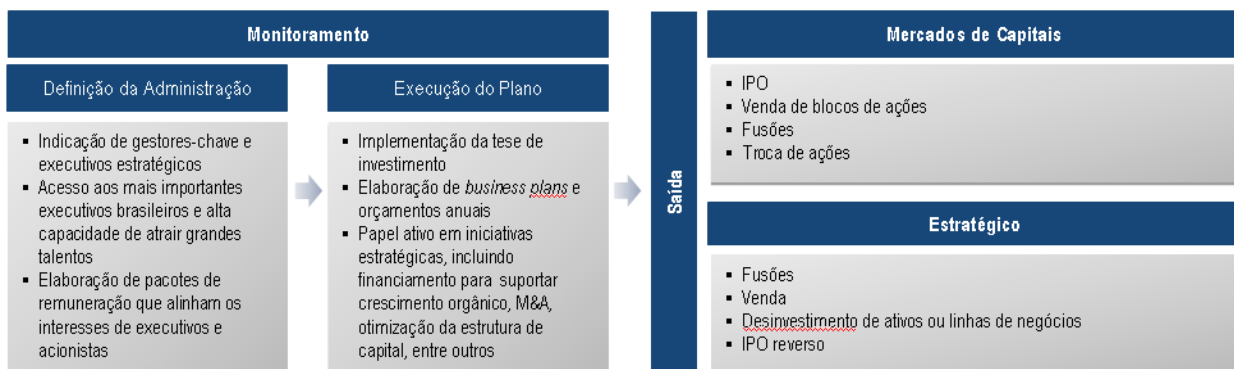 Monitoramento
Definição da Administração
▪ Indicação de gestores-chave e
executivos estratégicos
▪ Acesso aos mais importantes
executivos brasileiros e alta
capacidade de atrair grandes
talentos
▪ Elaboração de pacotes de
remuneração que alinham os
interesses de executivos e
acionistas
Execução do Plano
▪ Implementação da tese de
investimento
▪ Elaboração de business plans e
orçamentos anuais
▪ Papel ativo em iniciativas
estratégicas, incluindo
financiamento para suportar
crescimento orgânico, M&A,
otimização da estrutura de
capital, entre outros
Saída
Mercados de Capitais
▪ IPO
▪ Venda de blocos de ações
▪ Fusões
▪ Troca de ações
Estratégico
▪ Fusões
▪ Venda
▪ Desinvestimento de ativos ou linhas de negócios
▪ IPO reverso